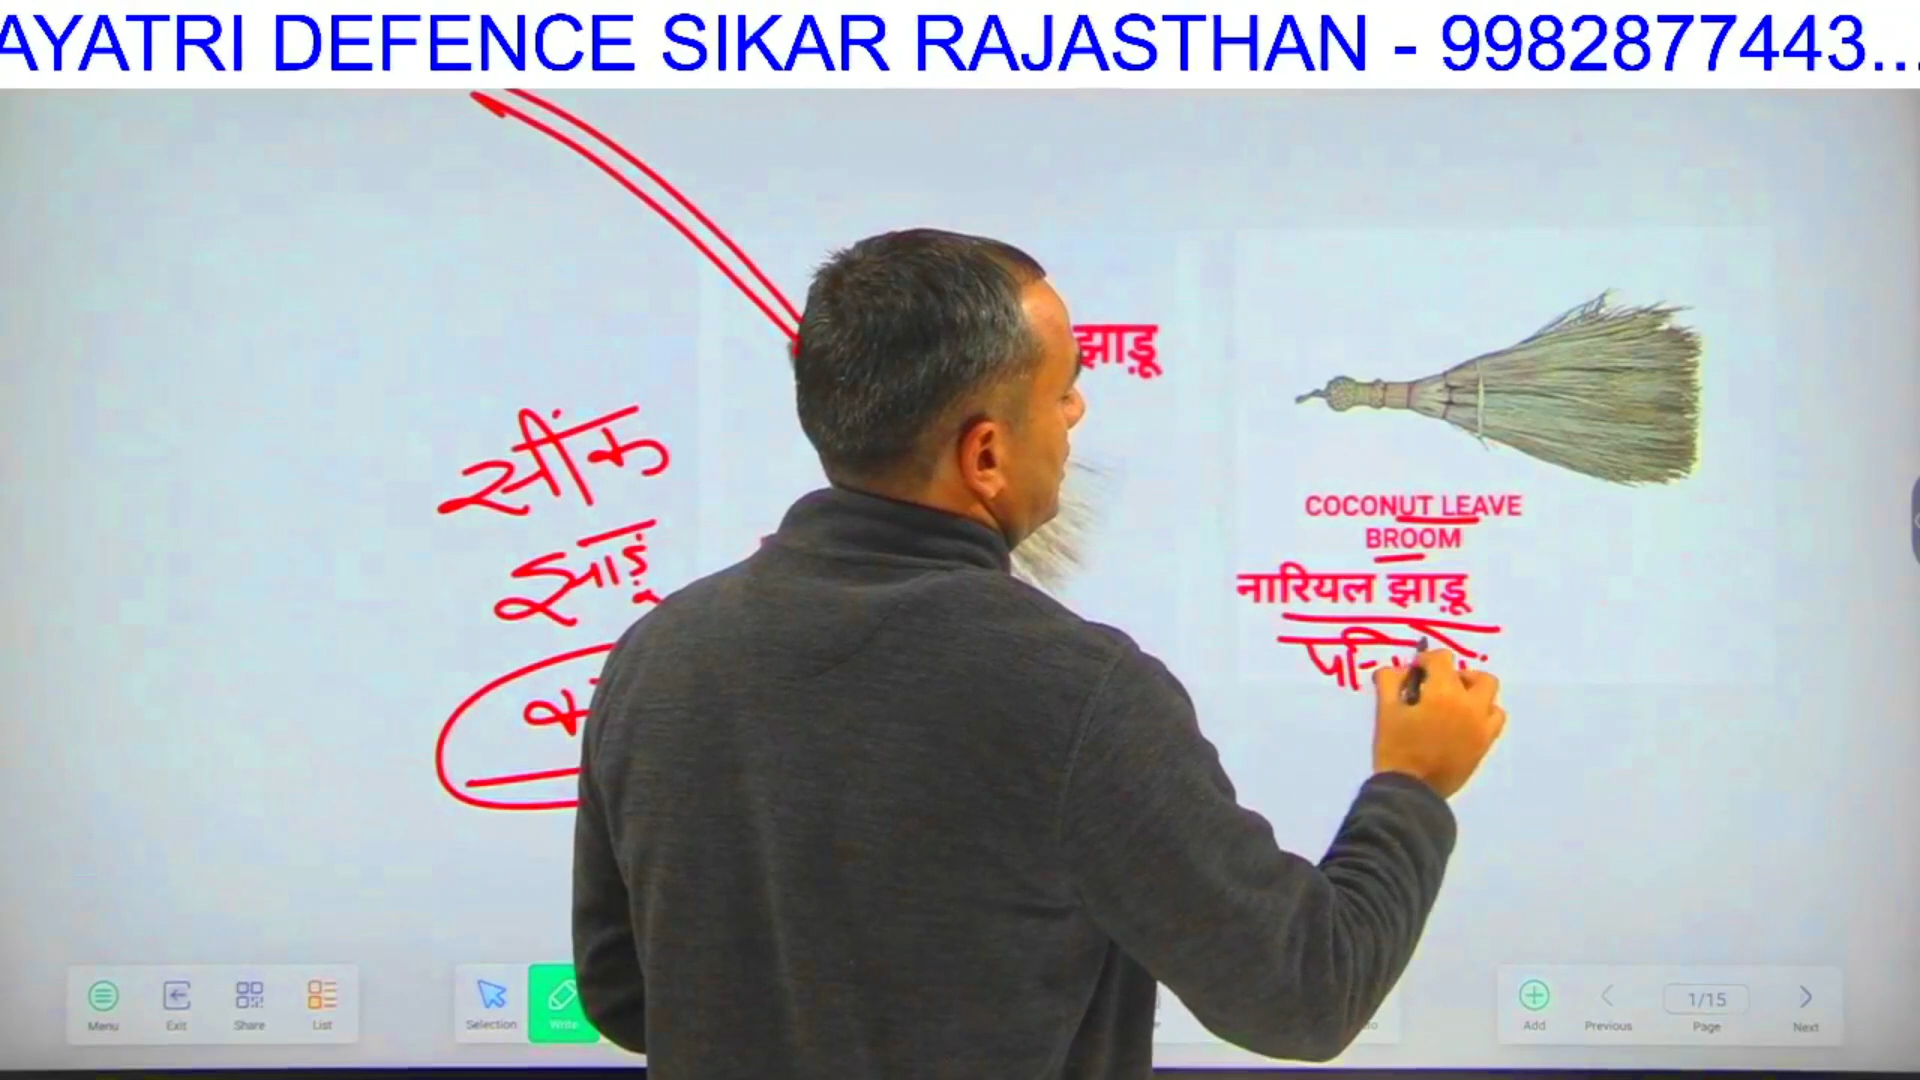 AYATRI DEFENCE SIKAR RAJASTHAN - 9982877443...
झाड़ू
सींक
झाड़ू
COCONUT LEAVE
BROOM
नारियल झाड़ू
Menu
Exit
Share
List
Selection
Write
Add
Previous
1/15
Page
Next